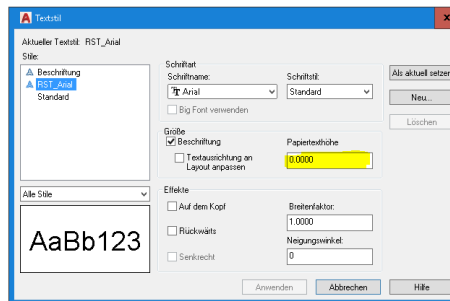 Textstil
Aktueller Textstil: RST_Arial
Stile:
Beschriftung
RST_Arial
Standard
Alle Stile
AaBb123
Schriftart
Schriftname:
Arial
Schriftstil:
Standard
Big Font verwenden
Größe
Beschriftung
Textausrichtung an
Layout anpassen
Papiertexthöhe
0.0000
Effekte
Auf dem Kopf
Rückwärts
Senkrecht
Breitenfaktor:
1.0000
Neigungswinkel:
0
Als aktuell setzen
Neu...
Löschen
Anwenden
Abbrechen
Hilfe